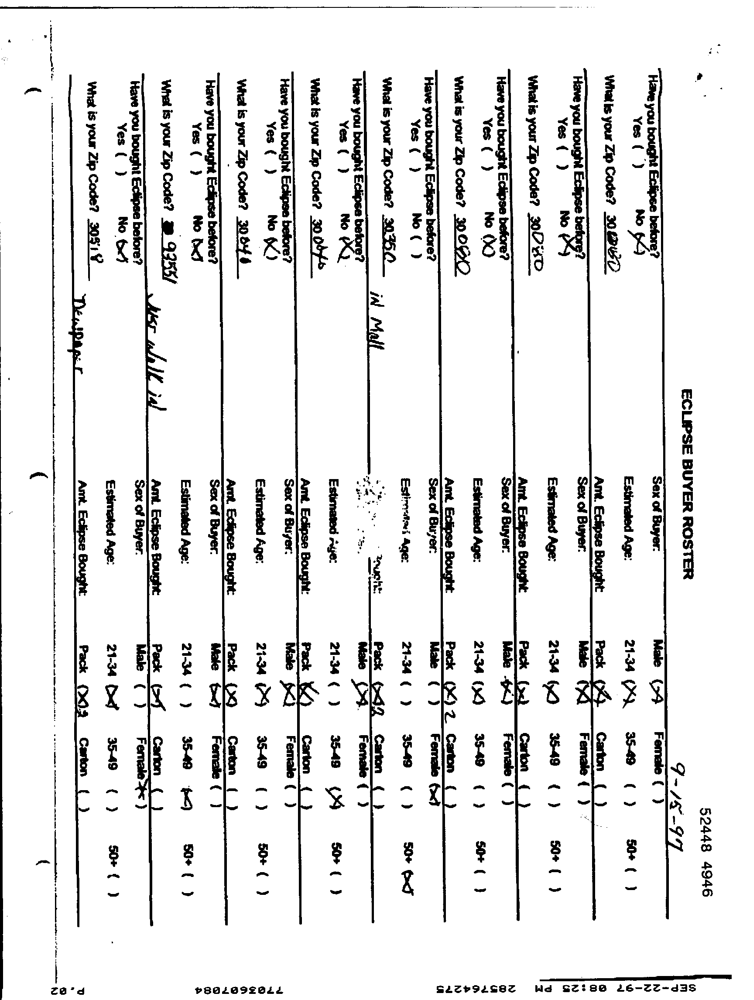 52448 4946
9-15-97
ECLIPSE BUYER ROSTER
Have you bought Eclipse before? Sex of Buyer: Male (X) Female ( )
Yes ( ) No (X) Estimated Age: 21-34 (X) 35-49 ( ) 50+ ( )
What is your Zip Code? 30080 Amt. Eclipse Bought: Pack (X) Carton ( )
Have you bought Eclipse before? Sex of Buyer: Male (X) Female ( )
Yes ( ) No (X) Estimated Age: 21-34 (X) 35-49 ( ) 50+ ( )
What is your Zip Code? 30080 Amt. Eclipse Bought: Pack (X) Carton ( )
Have you bought Eclipse before? Sex of Buyer: Male (X) Female ( )
Yes ( ) No (X) Estimated Age: 21-34 (X) 35-49 ( ) 50+ ( )
What is your Zip Code? 30080 Amt. Eclipse Bought: Pack (X) 2 Carton ( )
Have you bought Eclipse before? Sex of Buyer: Male ( ) Female (X)
Yes ( ) No ( ) Estimated Age: 21-34 ( ) 35-49 ( ) 50+ (X)
What is your Zip Code? 30350 in Mall Bought: Pack (X) 2 Carton ( )
Have you bought Eclipse before? Male (X) Female ( )
Yes ( ) No (X) Estimated Age: 21-34 ( ) 35-49 (X) 50+ ( )
What is your Zip Code? 30040 Amt. Eclipse Bought: Pack (X) Carton ( )
Have you bought Eclipse before? Sex of Buyer: Male (X) Female ( )
Yes ( ) No (X) Estimated Age: 21-34 (X) 35-49 ( ) 50+ ( )
What is your Zip Code? 30041 Amt. Eclipse Bought: Pack (X) Carton ( )
Have you bought Eclipse before? Sex of Buyer: Male (X) Female ( )
Yes ( ) No (X) Estimated Age: 21-34 ( ) 35-49 (X) 50+ ( )
What is your Zip Code? 93551 Just walk in Amt. Eclipse Bought: Pack (X) Carton ( )
Have you bought Eclipse before? Sex of Buyer: Male ( ) Female (X)
Yes ( ) No (X) Estimated Age: 21-34 (X) 35-49 ( ) 50+ ( )
What is your Zip Code? 30518 Newspaper Amt. Eclipse Bought: Pack (X) 3 Carton ( )
SEP-22-97 08:25 PM 285764275 7703607084 P.02